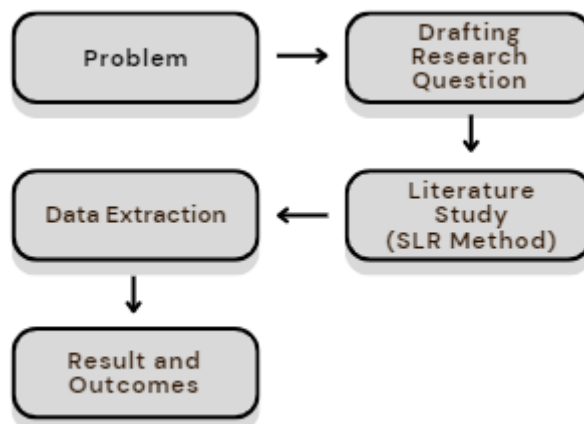 Problem
Drafting
Research
Question
Literature
Study
(SLR Method)
Data Extraction
Result and
Outcomes